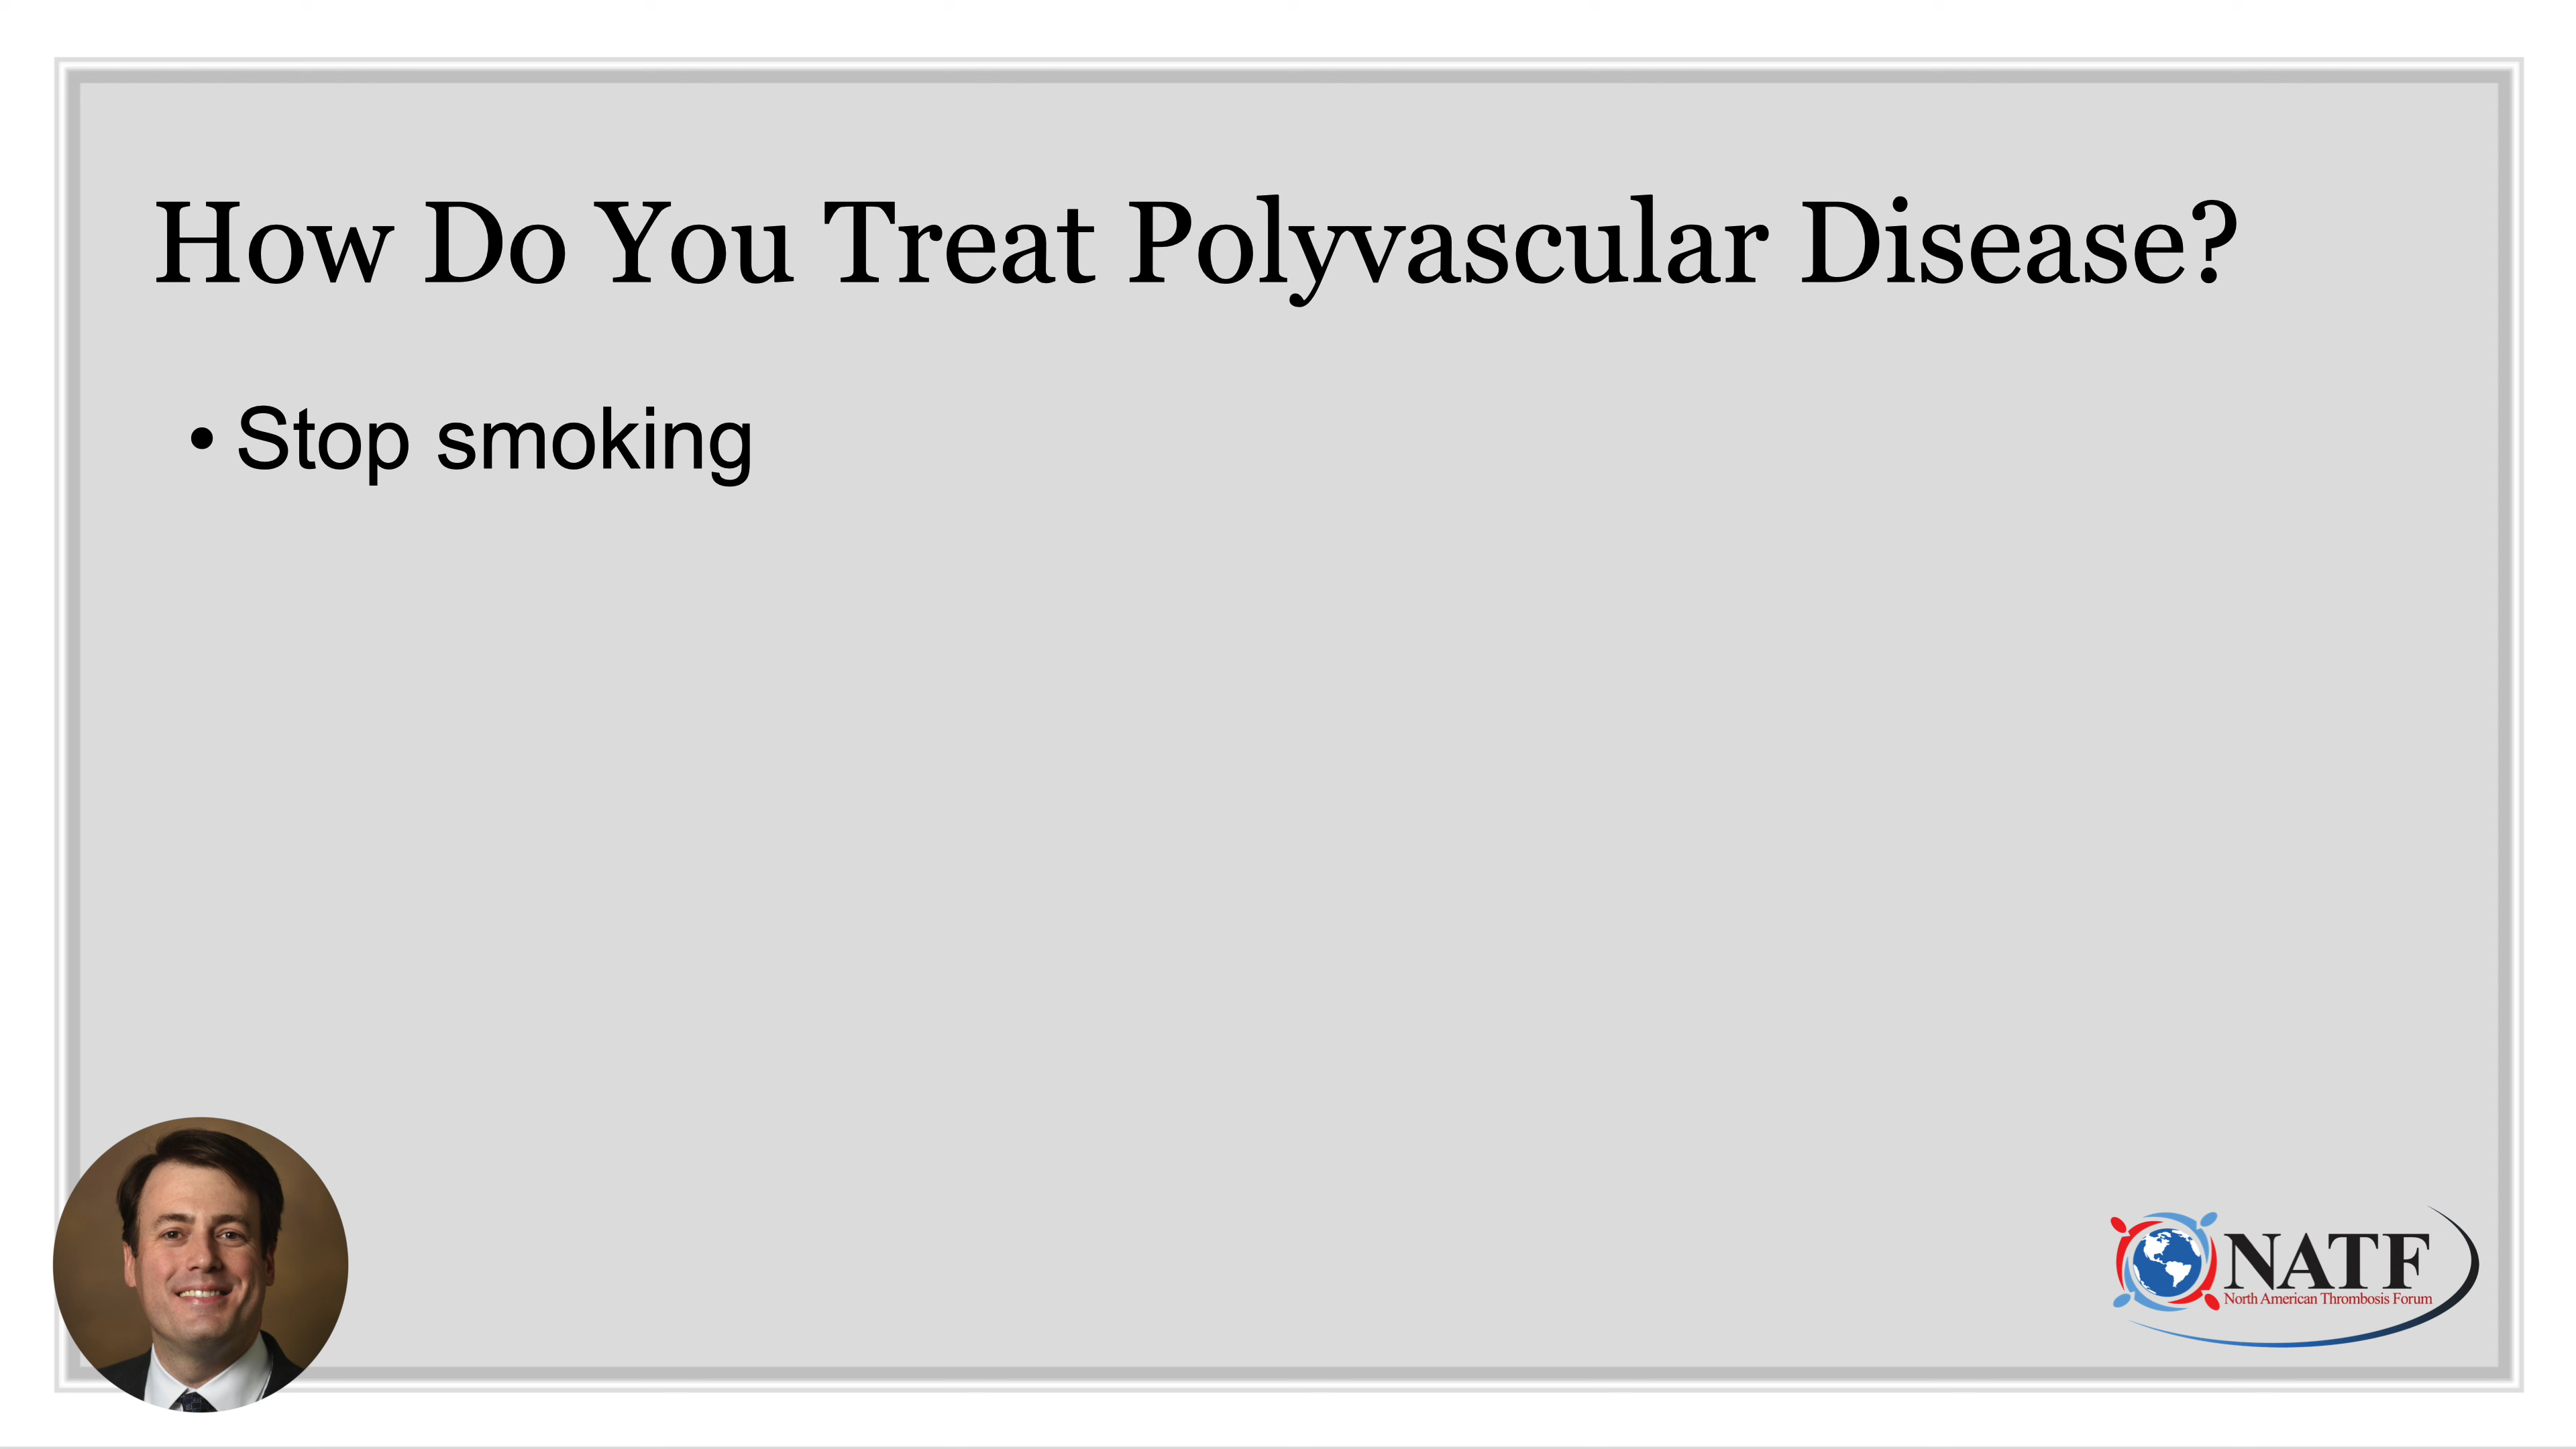 How Do You Treat Polyvascular Disease?
• Stop smoking
NATF
North American Thrombosis Forum